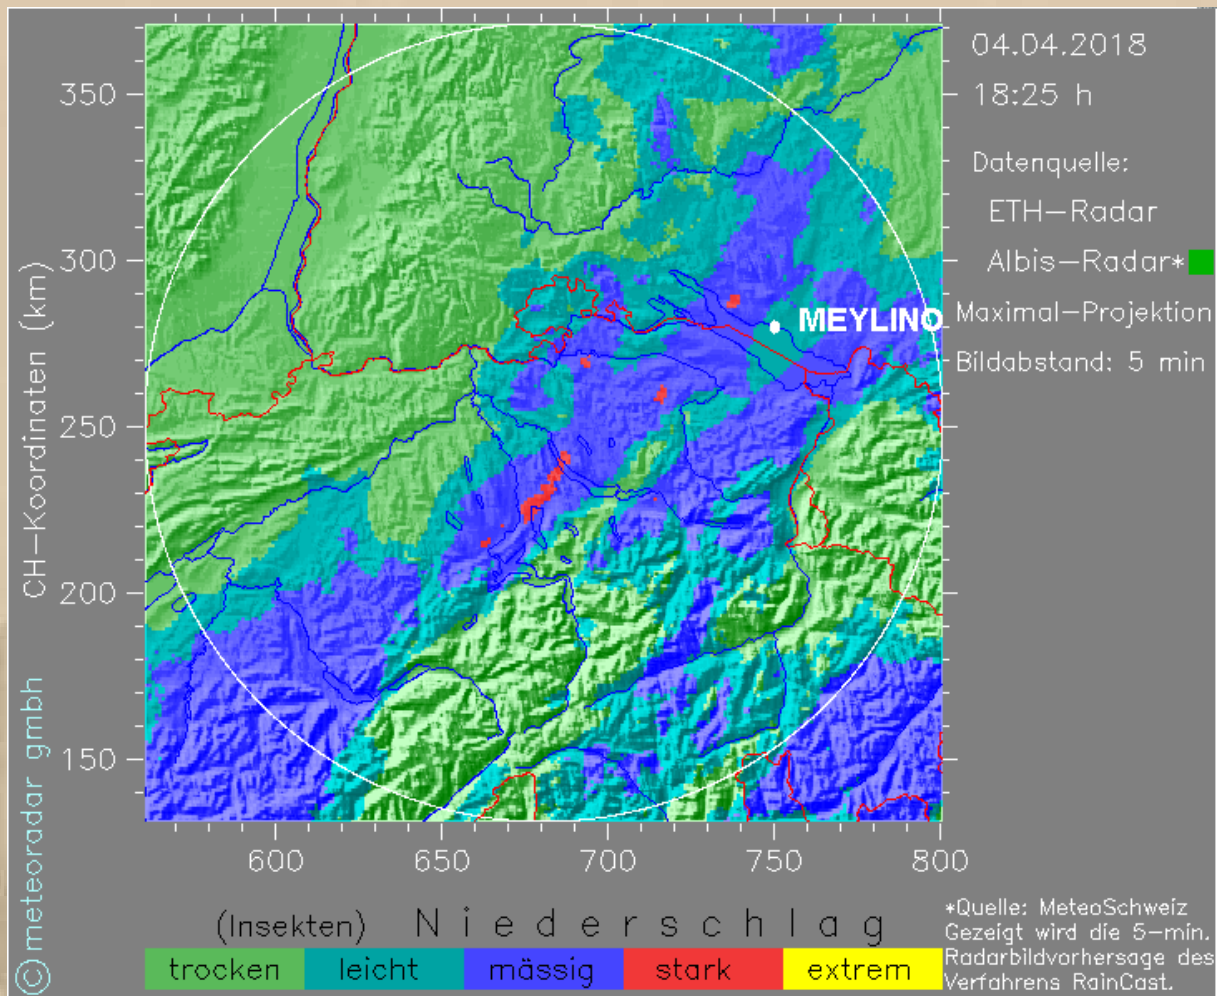 04.04.2018
18:25 h
Datenquelle:
ETH-Radar
Albis-Radar*
Maximal-Projektion
Bildabstand: 5 min
MEYLINO
CH-Koordinaten (km)
350
300
250
200
150
600 650 700 750 800
© meteoradar gmbh
(Insekten) Niederschlag
trocken leicht mässig stark extrem
*Quelle: MeteoSchweiz
Gezeigt wird die 5-min.
Radarbildvorhersage des
Verfahrens RainCast.